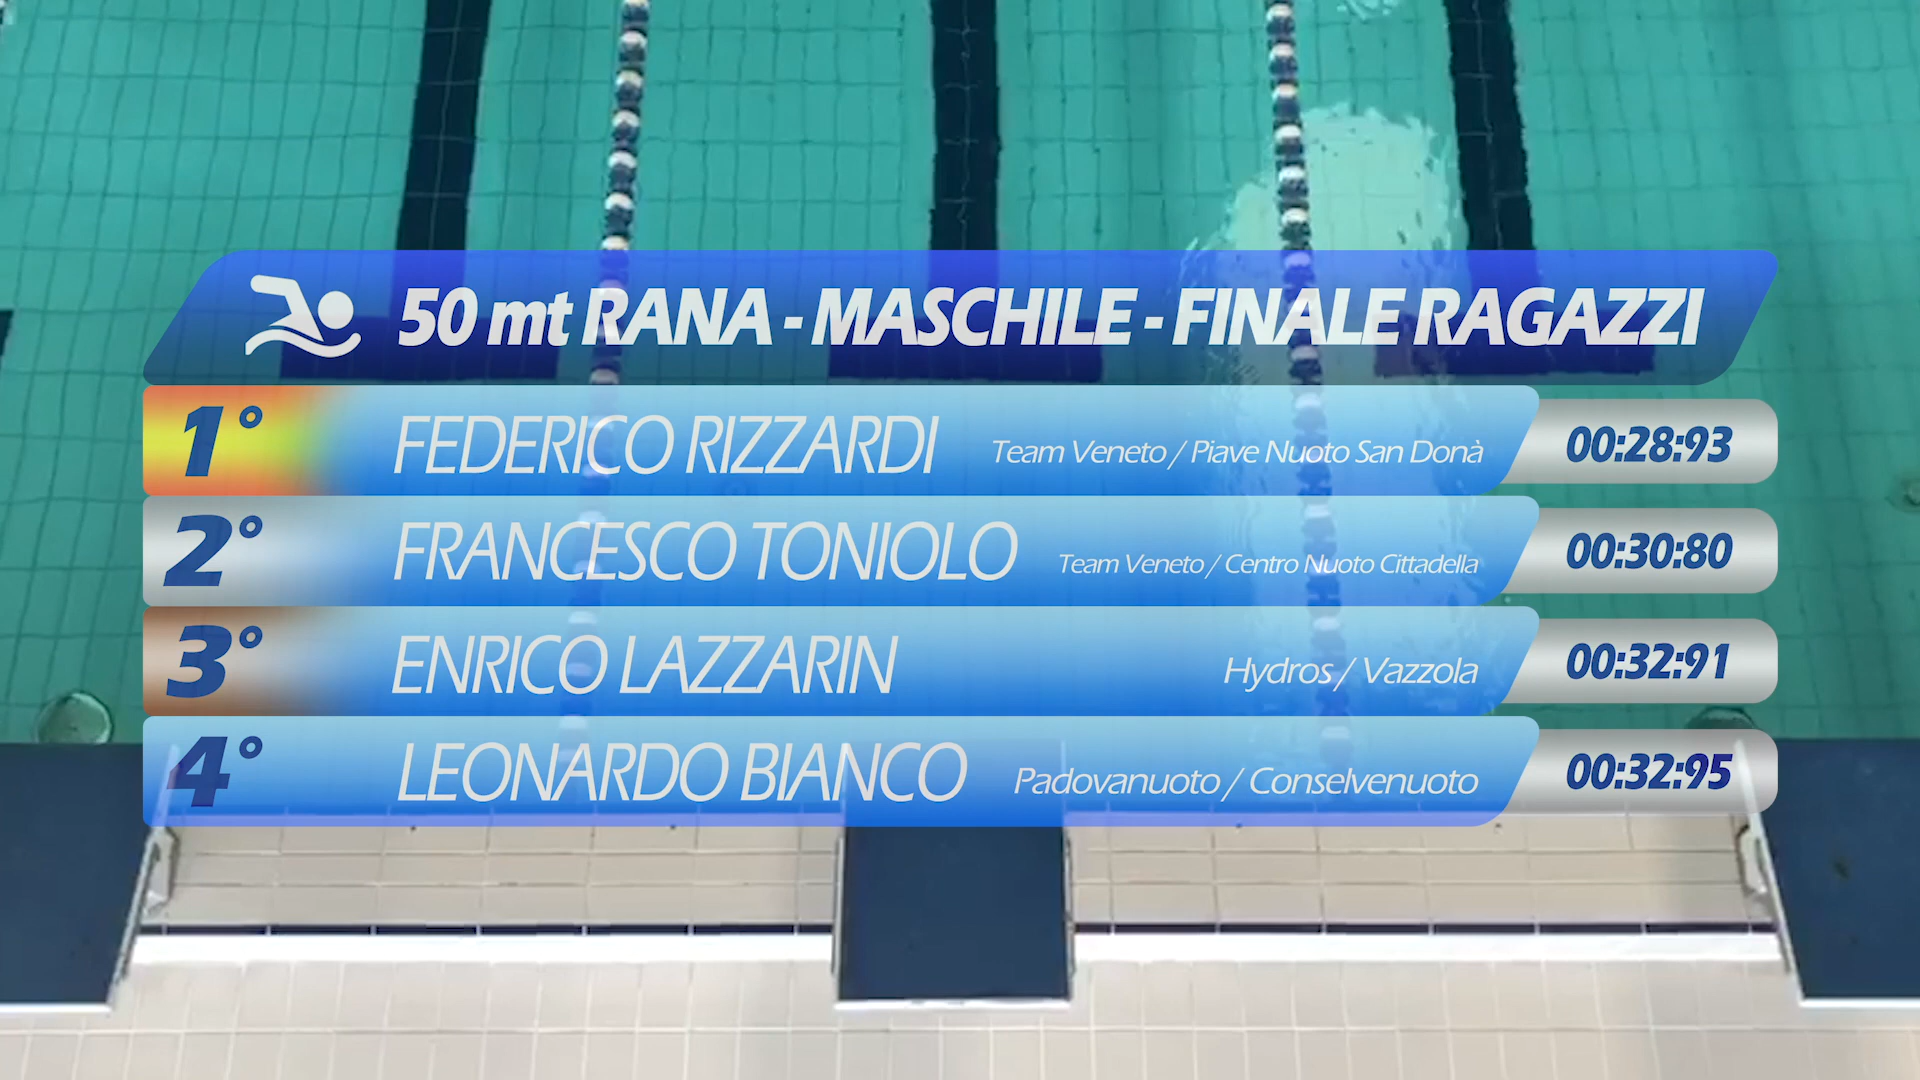 50 mt RANA - MASCHILE - FINALE RAGAZZI
1° FEDERICO RIZZARDI Team Veneto / Piave Nuoto San Donà 00:28:93
2° FRANCESCO TONIOLO Team Veneto / Centro Nuoto Cittadella 00:30:80
3° ENRICO LAZZARIN Hydros / Vazzola 00:32:91
4° LEONARDO BIANCO Padovanuoto / Conselvenuoto 00:32:95